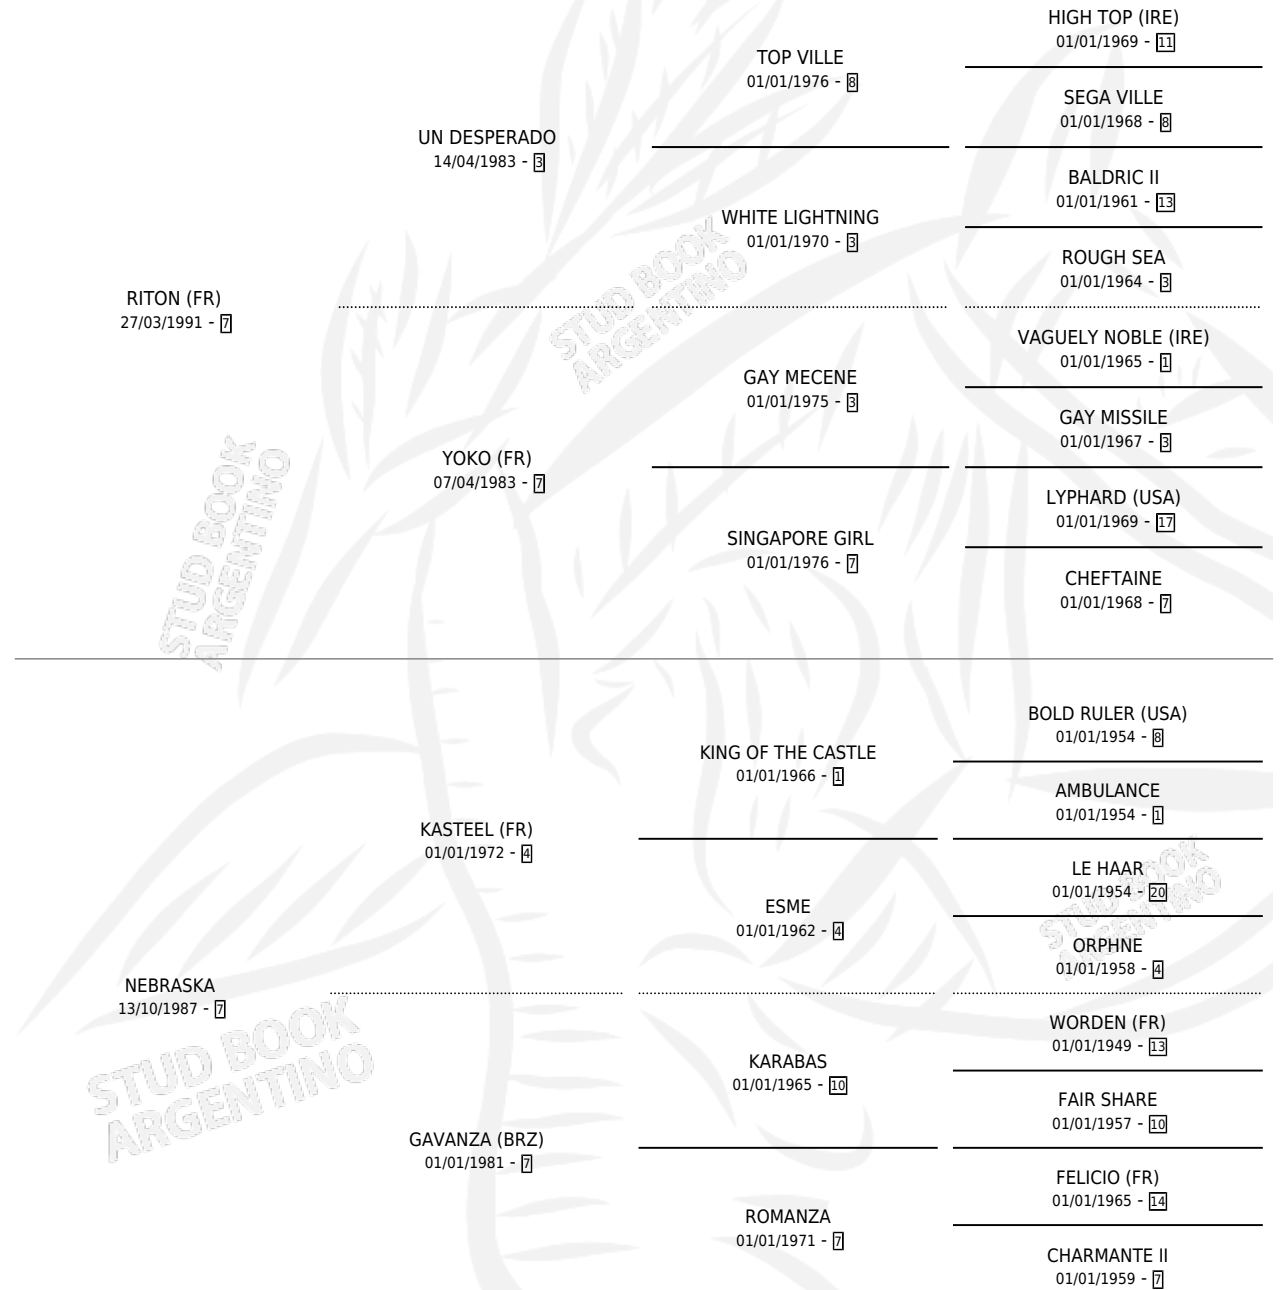 HIGH TOP (IRE)
01/01/1969 - 11
TOP VILLE
01/01/1976 - 8
SEGA VILLE
01/01/1968 - 8
UN DESPERADO
14/04/1983 - 3
BALDRIC II
01/01/1961 - 13
WHITE LIGHTNING
01/01/1970 - 3
ROUGH SEA
01/01/1964 - 3
RITON (FR)
27/03/1991 - 7
VAGUELY NOBLE (IRE)
01/01/1965 - 1
GAY MECENE
01/01/1975 - 3
GAY MISSILE
01/01/1967 - 3
YOKO (FR)
07/04/1983 - 7
LYPHARD (USA)
01/01/1969 - 17
SINGAPORE GIRL
01/01/1976 - 7
CHEFTAINE
01/01/1968 - 7
BOLD RULER (USA)
01/01/1954 - 8
KING OF THE CASTLE
01/01/1966 - 1
AMBULANCE
01/01/1954 - 1
KASTEEL (FR)
01/01/1972 - 4
LE HAAR
01/01/1954 - 20
ESME
01/01/1962 - 4
ORPHNE
01/01/1958 - 4
NEBRASKA
13/10/1987 - 7
WORDEN (FR)
01/01/1949 - 13
KARABAS
01/01/1965 - 10
FAIR SHARE
01/01/1957 - 10
GAVANZA (BRZ)
01/01/1981 - 7
FELICIO (FR)
01/01/1965 - 14
ROMANZA
01/01/1971 - 7
CHARMANTE II
01/01/1959 - 7
STUD BOOK
ARGENTINO
STUD BOOK
ARGENTINO
STUD BOOK
ARGENTINO
STUD BOOK
ARGENTINO